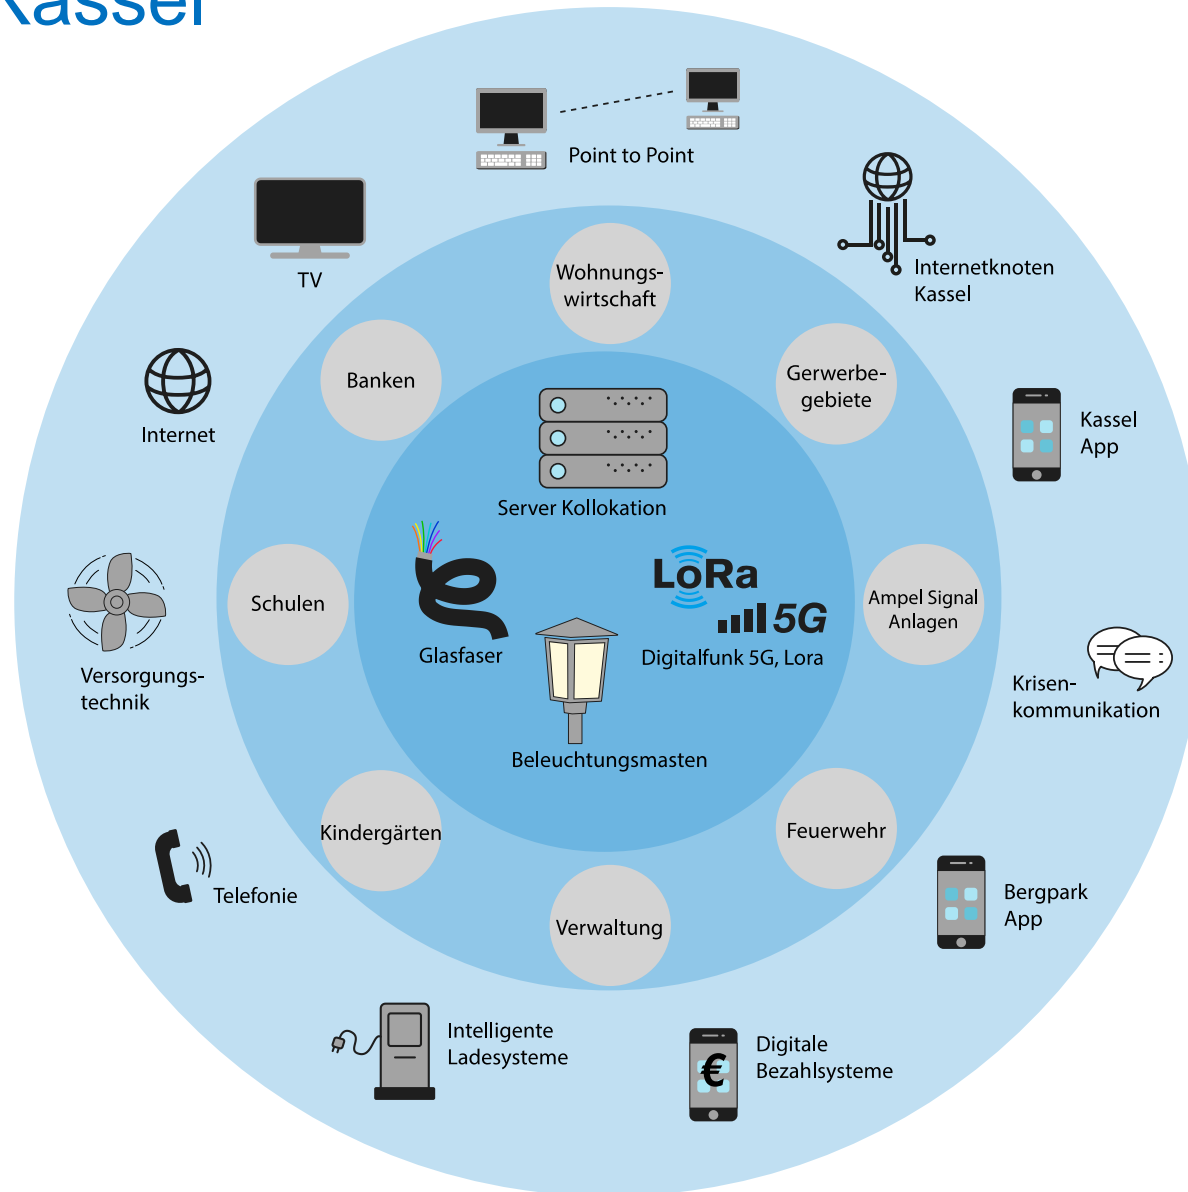 Kassel
Point to Point
TV
Internetknoten
Kassel
Wohnungs-
wirtschaft
Banken
Gerwerbe-
gebiete
Internet
Kassel
App
Server Kollokation
LoRa
5G
Schulen
Ampel Signal
Anlagen
Glasfaser
Digitalfunk 5G, Lora
Versorgungs-
technik
Krisen-
kommunikation
Beleuchtungsmasten
Kindergärten
Feuerwehr
Telefonie
Bergpark
App
Verwaltung
Intelligente
Ladesysteme
€
Digitale
Bezahlsysteme